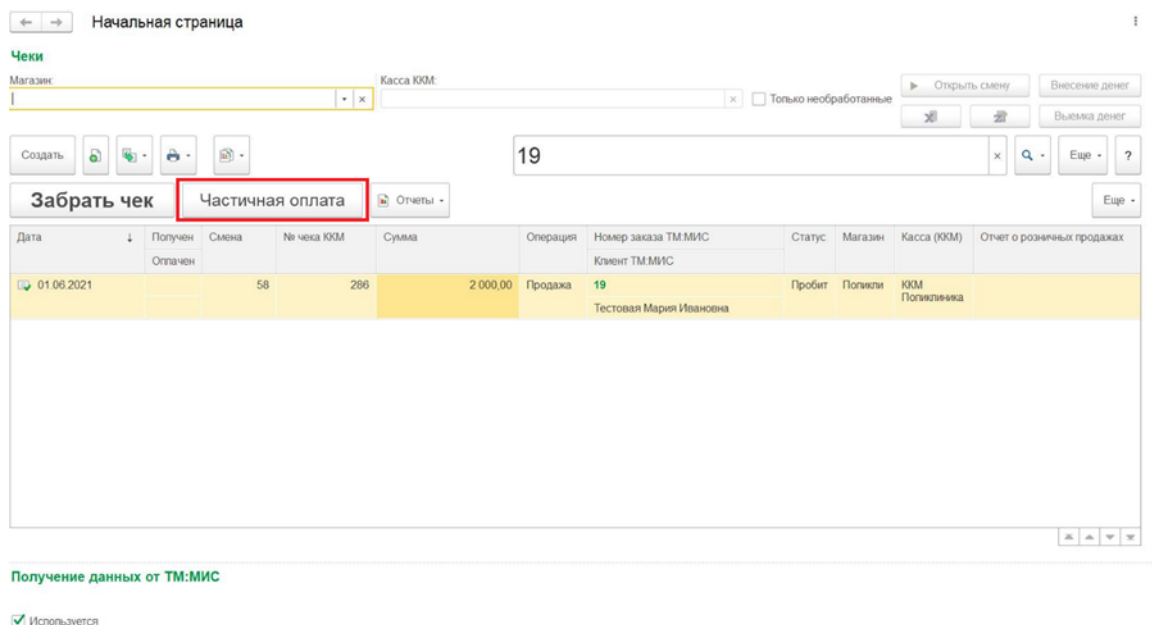 Начальная страница
Чеки
Магазин:
Касса ККМ:
Только необработанные
Открыть смену
Внесение денег
Выемка денег
Создать
19
Еще
?
Забрать чек
Частичная оплата
Отчеты
Еще
Дата ↓ Получен Смена № чека ККМ Сумма Операция Номер заказа ТМ:МИС Статус Магазин Касса (ККМ) Отчет о розничных продажах
Оплачен Клиент ТМ:МИС
01.06.2021 58 286 2 000,00 Продажа 19 Пробит Поликли ККМ
Поликлиника
Тестовая Мария Ивановна
Получение данных от ТМ:МИС
Используется